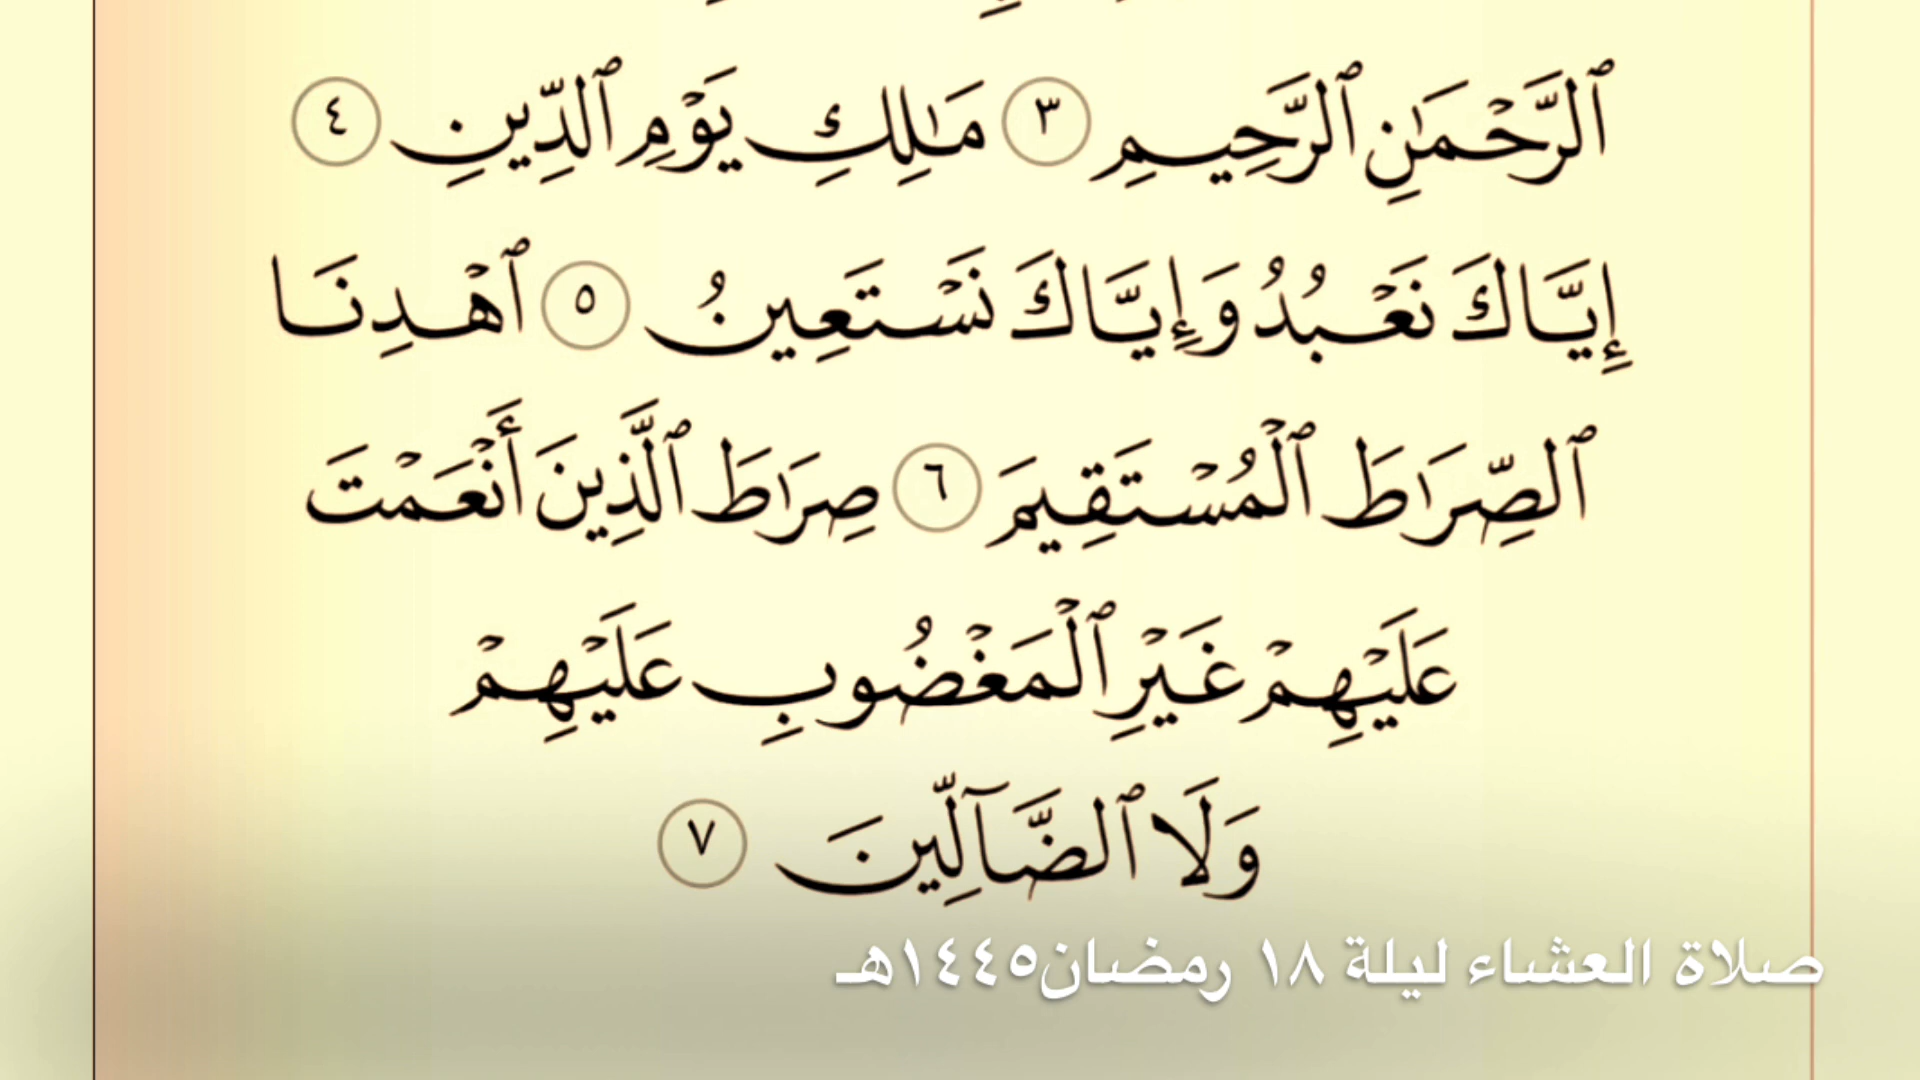 ٱلرَّحْمَٰنِ ٱلرَّحِيمِ ٣ مَٰلِكِ يَوْمِ ٱلدِّينِ ٤
إِيَّاكَ نَعْبُدُ وَإِيَّاكَ نَسْتَعِينُ ٥ ٱهْدِنَا
ٱلصِّرَٰطَ ٱلْمُسْتَقِيمَ ٦ صِرَٰطَ ٱلَّذِينَ أَنْعَمْتَ
عَلَيْهِمْ غَيْرِ ٱلْمَغْضُوبِ عَلَيْهِمْ
وَلَا ٱلضَّآلِّينَ ٧
صلاة العشاء ليلة ١٨ رمضان١٤٤٥هـ